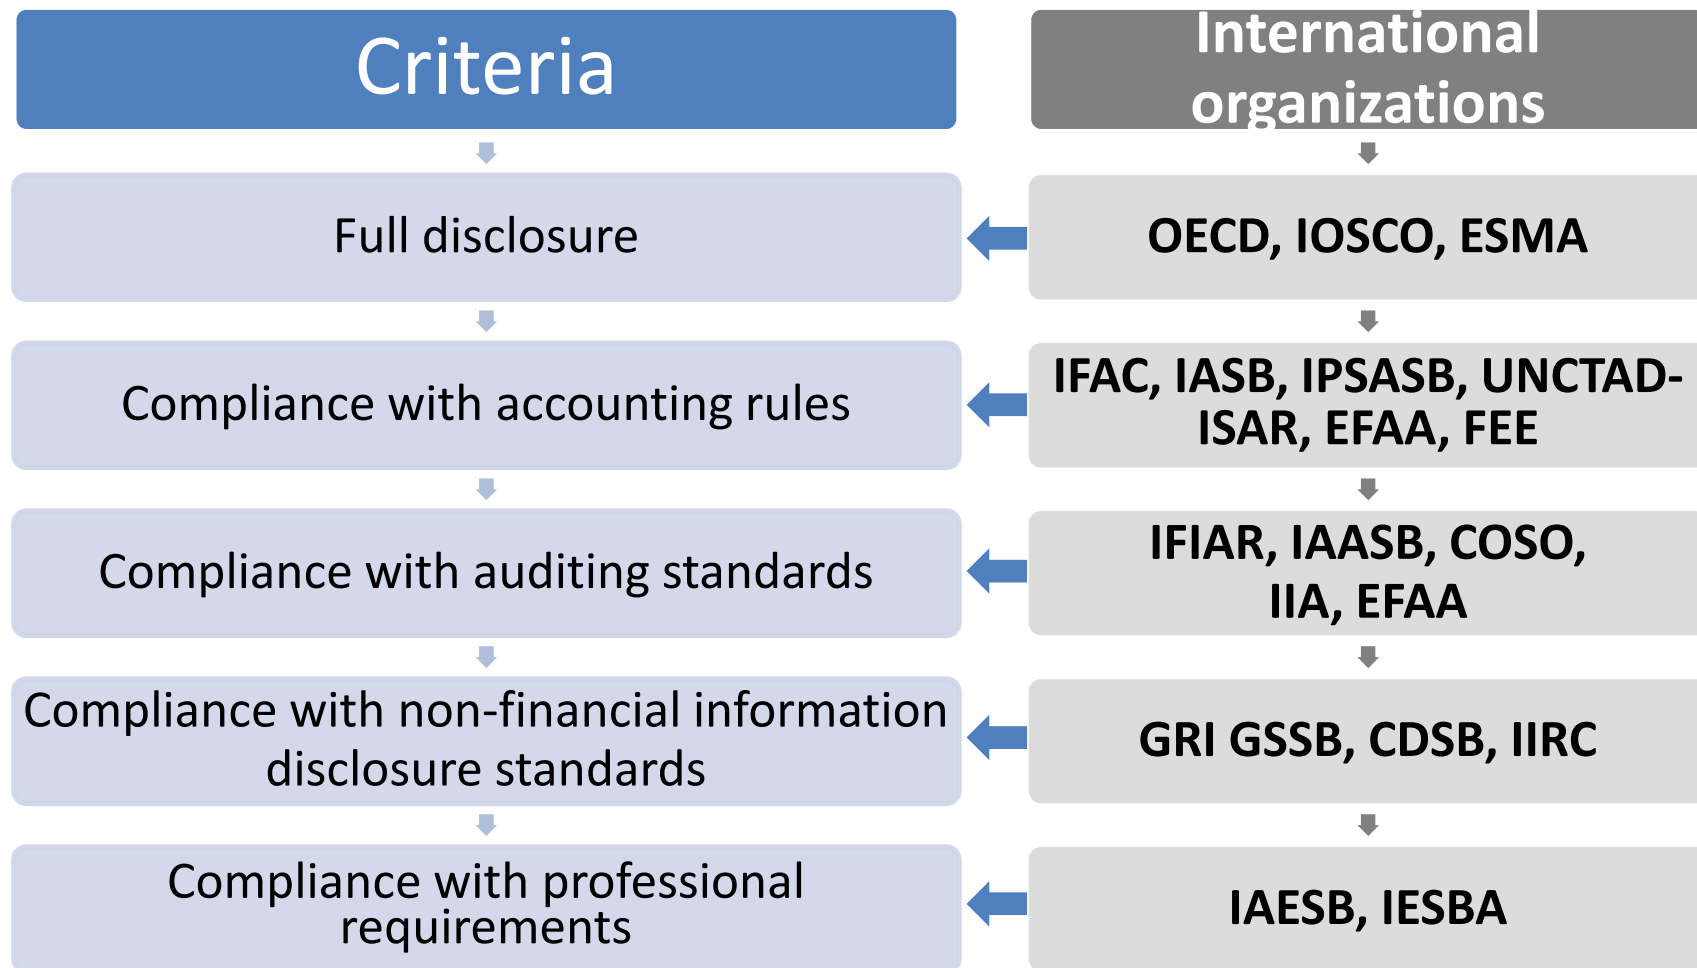 Criteria
International
organizations
Full disclosure
OECD, IOSCO, ESMA
Compliance with accounting rules
IFAC, IASB, IPSASB, UNCTAD-
ISAR, EFAA, FEE
Compliance with auditing standards
IFIAR, IAASB, COSO,
IIA, EFAA
Compliance with non-financial information
disclosure standards
GRI GSSB, CDSB, IIRC
Compliance with professional
requirements
IAESB, IESBA